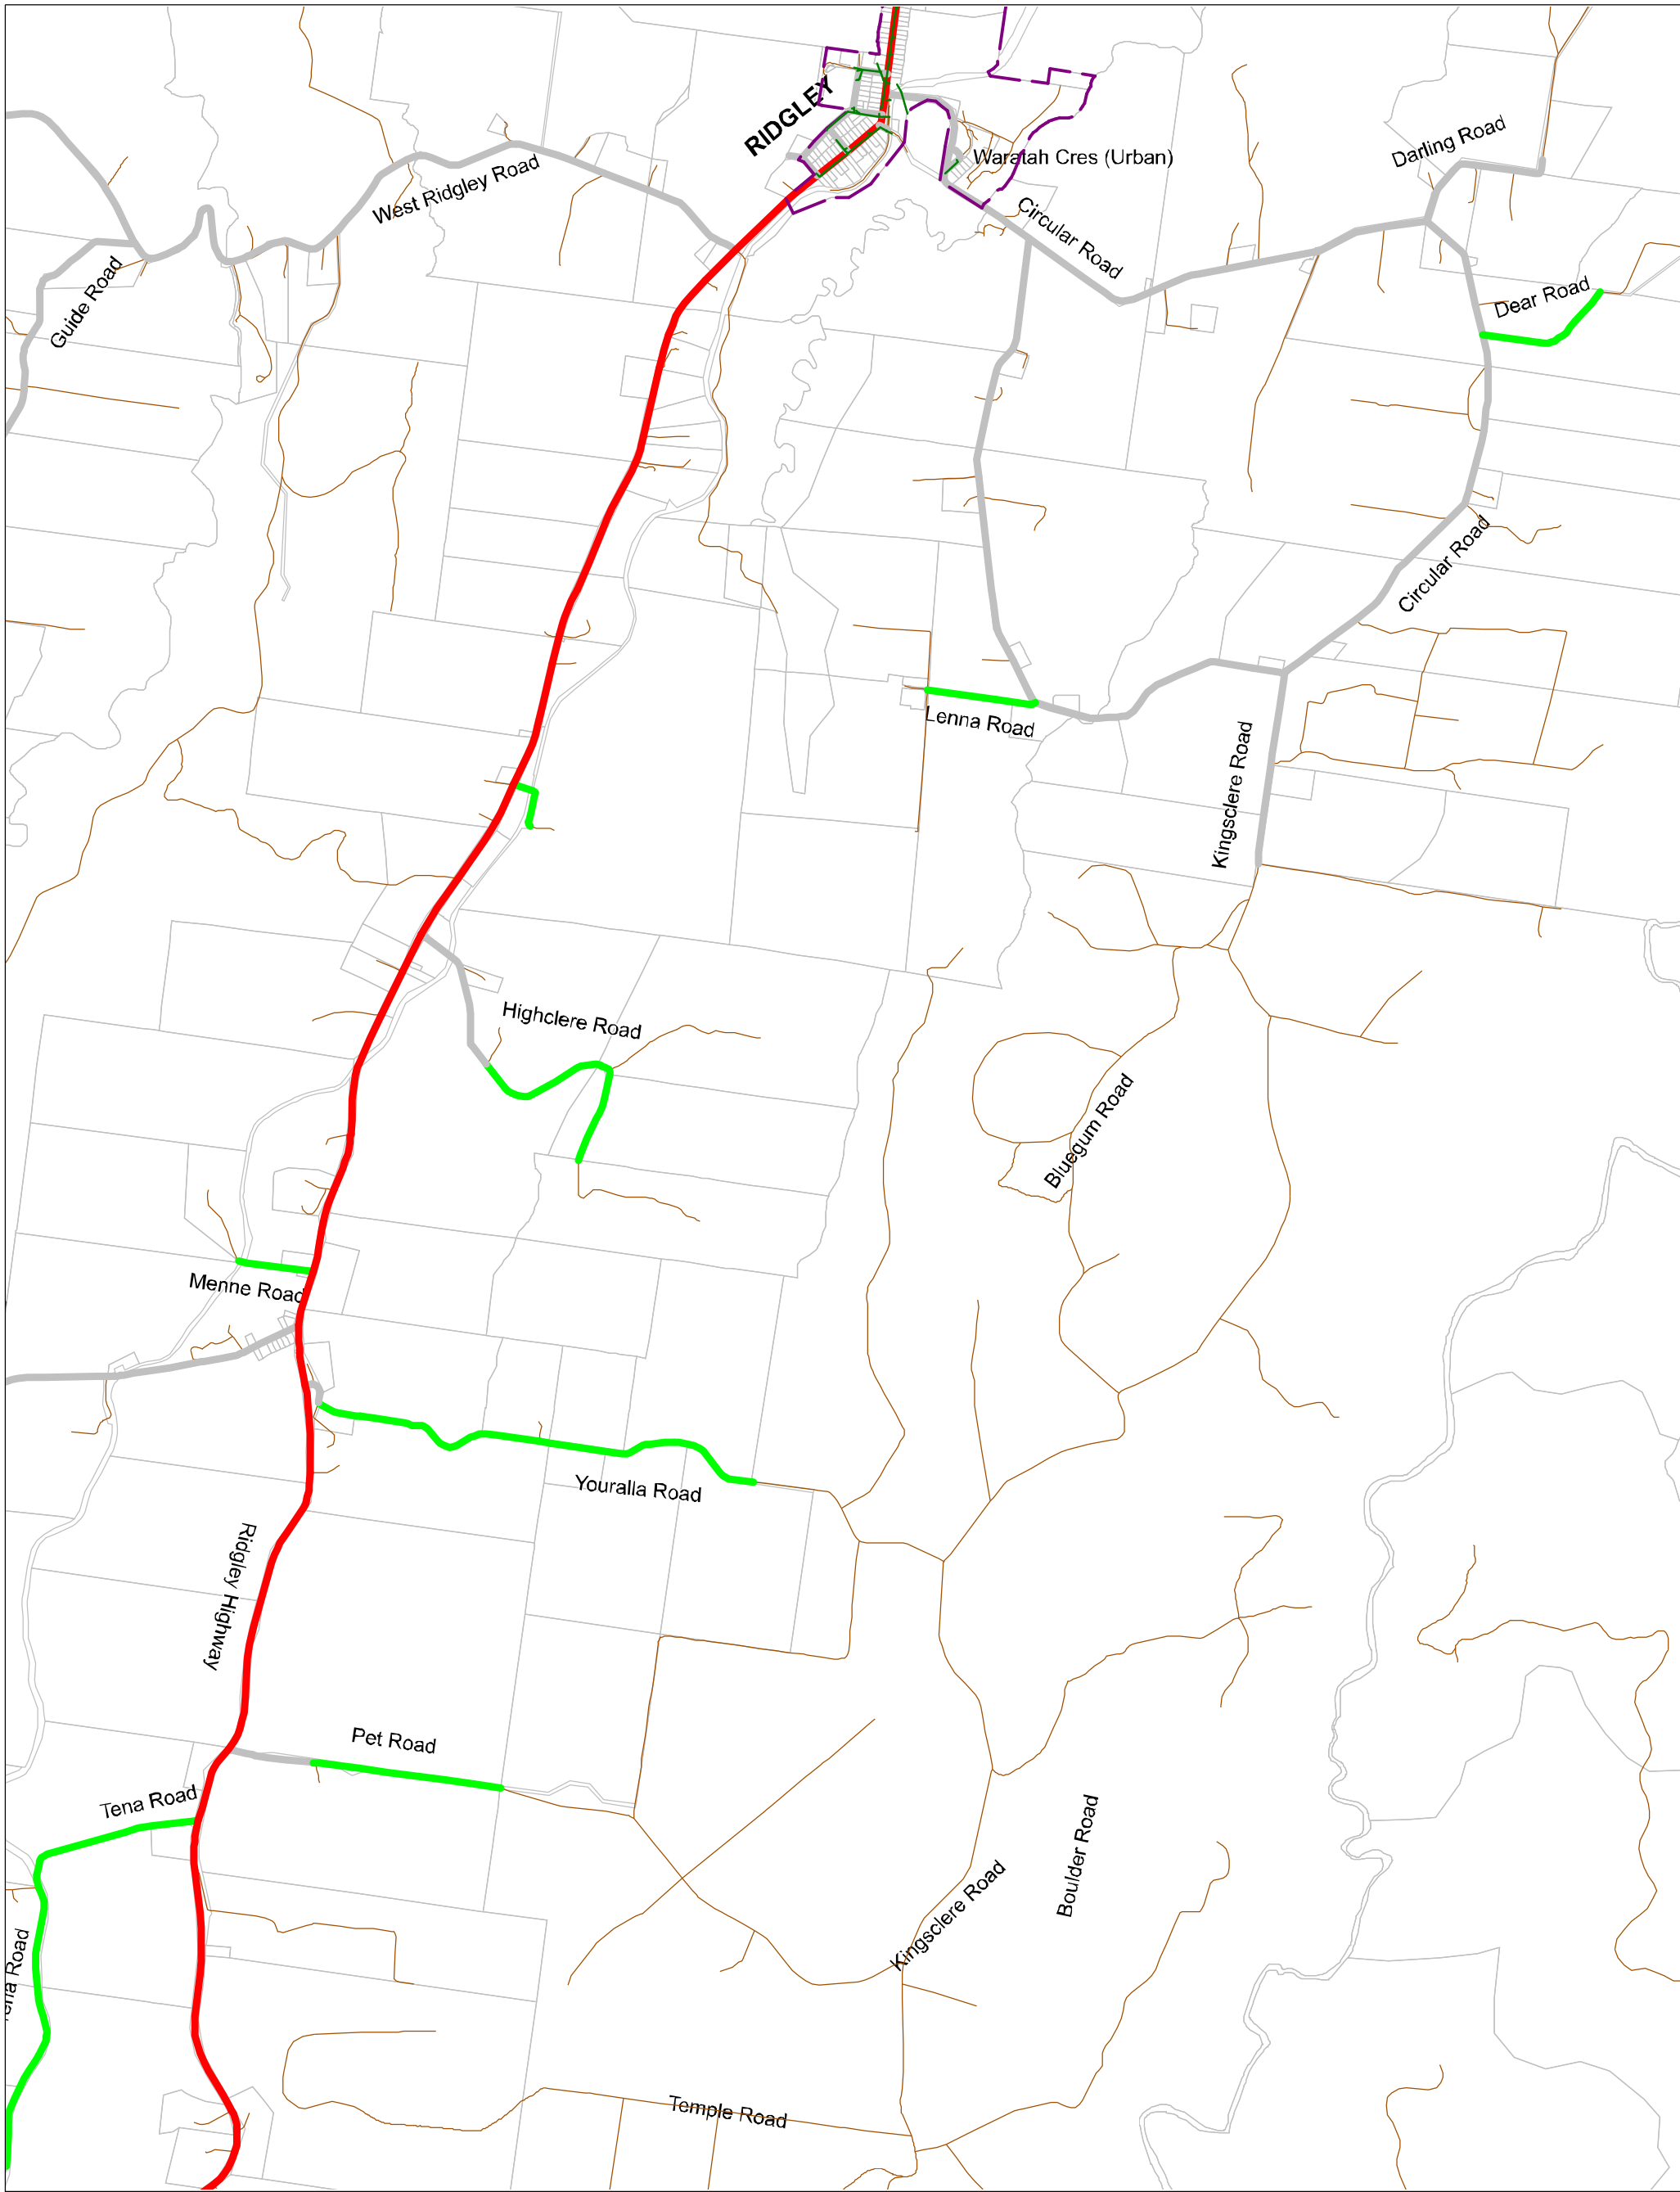 RIDGLEY
Waratah Cres (Urban)
Darling Road
West Ridgley Road
Circular Road
Guide Road
Dear Road
Circular Road
Lenna Road
Kingsclere Road
Highclere Road
Bluegum Road
Menne Road
Youralla Road
Ridgley Highway
Pet Road
Tena Road
Boulder Road
Kingsclere Road
Road
Temple Road